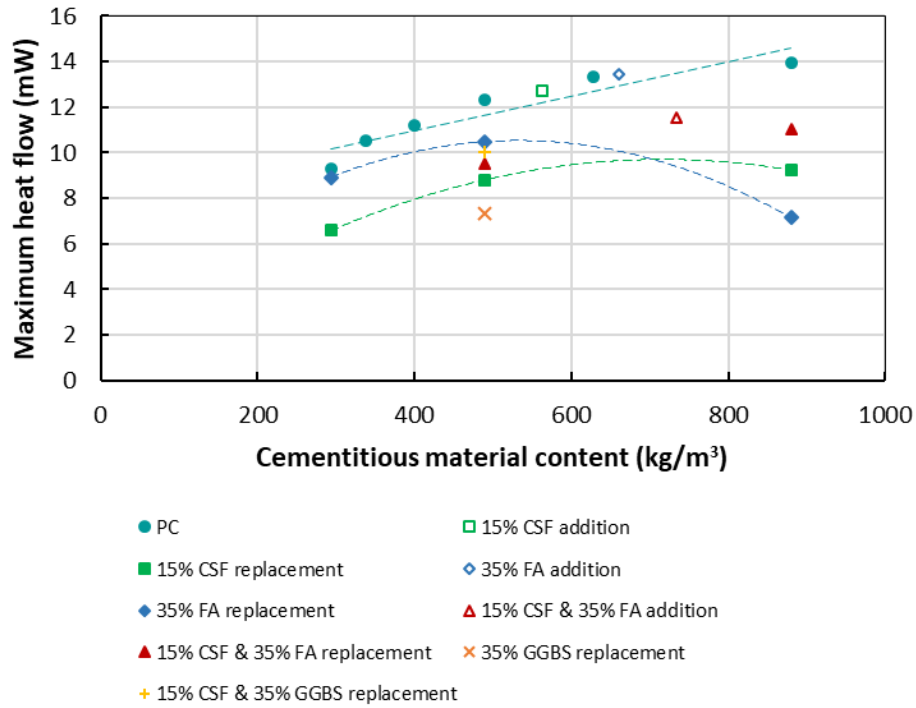 Maximum heat flow (mW)
16
14
12
10
8
6
4
2
0
0 200 400 600 800 1000
Cementitious material content (kg/m³)
PC
15% CSF addition
15% CSF replacement
35% FA addition
35% FA replacement
15% CSF & 35% FA addition
15% CSF & 35% FA replacement
35% GGBS replacement
15% CSF & 35% GGBS replacement